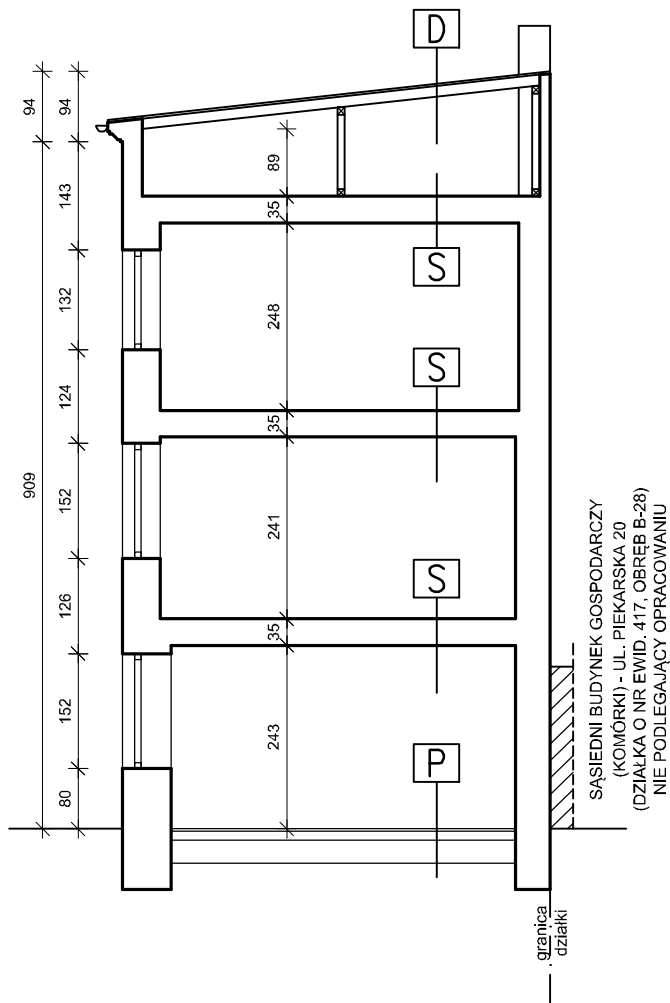 D
94
94
89
143
35
S
132
248
S
124
35
909
152
241
S
126
35
152
243
P
80
SĄSIEDNI BUDYNEK GOSPODARCZY
(KOMÓRKI) - UL. PIEKARSKA 20
(DZIAŁKA O NR EWID. 417, OBRĘB B-28)
NIE PODLEGAJĄCY OPRACOWANIU
granica
działki